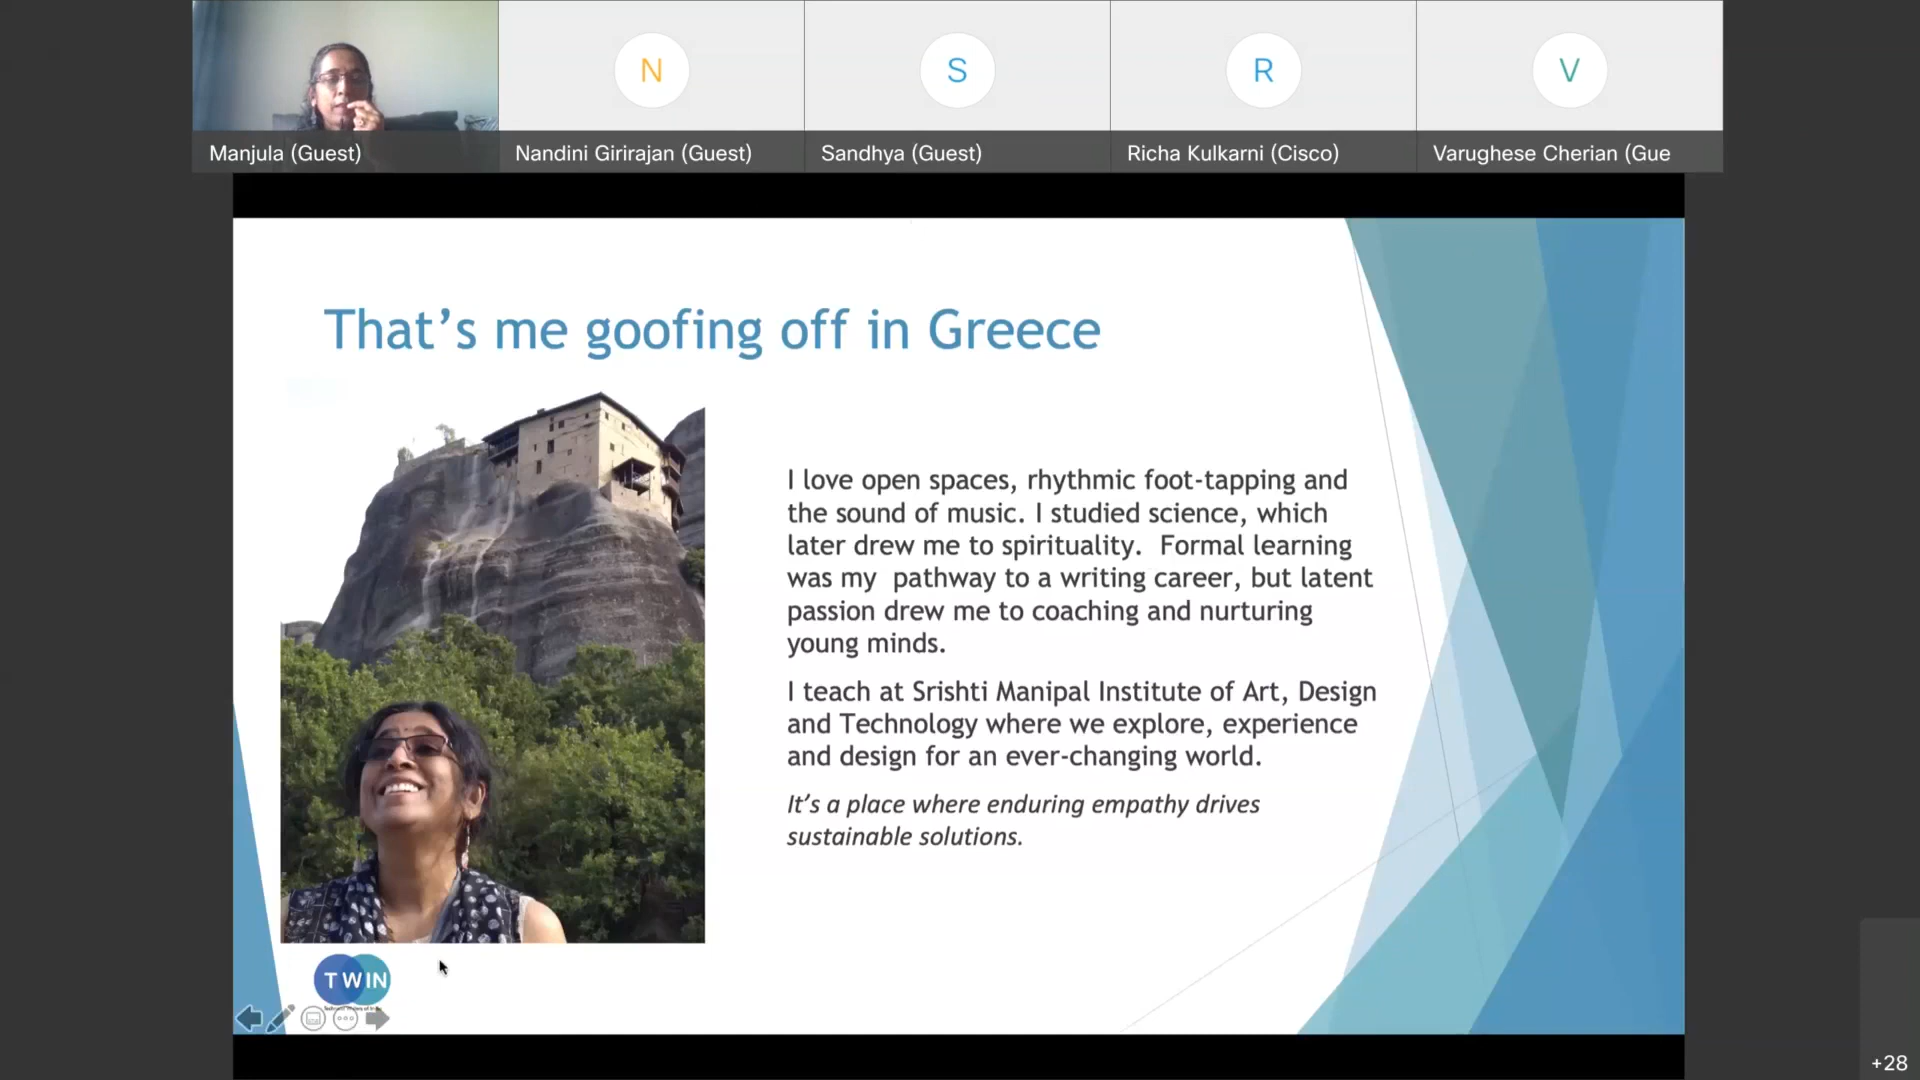 N
S
R
V
Manjula (Guest)
Nandini Girirajan (Guest)
Sandhya (Guest)
Richa Kulkarni (Cisco)
Varughese Cherian (Gue
That's me goofing off in Greece
I love open spaces, rhythmic foot-tapping and
the sound of music. I studied science, which
later drew me to spirituality.  Formal learning
was my  pathway to a writing career, but latent
passion drew me to coaching and nurturing
young minds.
I teach at Srishti Manipal Institute of Art, Design
and Technology where we explore, experience
and design for an ever-changing world.
It's a place where enduring empathy drives
sustainable solutions.
TWIN
+28